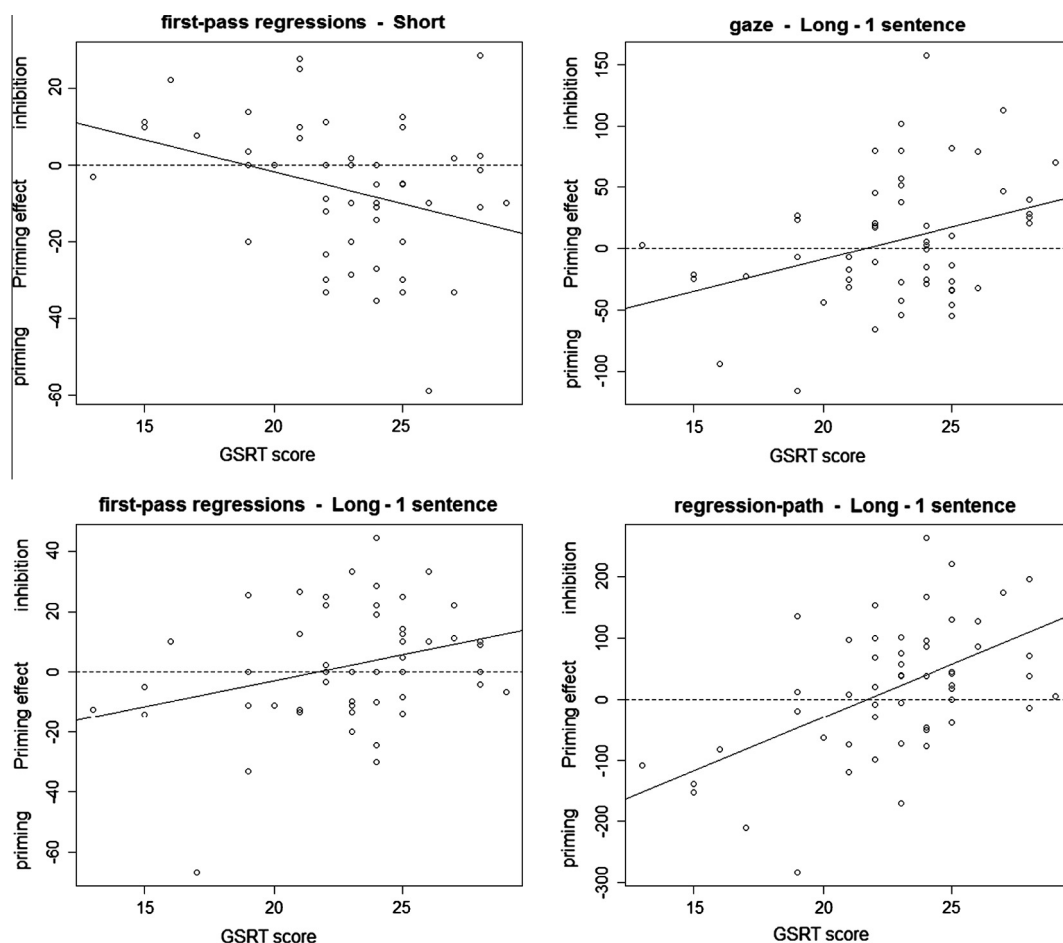 first-pass regressions - Short
inhibition
Priming effect
priming
20
0
-20
-40
-60
15
20
25
GSRT score
gaze - Long - 1 sentence
inhibition
Priming effect
priming
150
100
50
0
-50
-100
15
20
25
GSRT score
first-pass regressions - Long - 1 sentence
inhibition
Priming effect
priming
40
20
0
-20
-40
-60
15
20
25
GSRT score
regression-path - Long - 1 sentence
inhibition
Priming effect
priming
200
100
0
-100
-200
-300
15
20
25
GSRT score